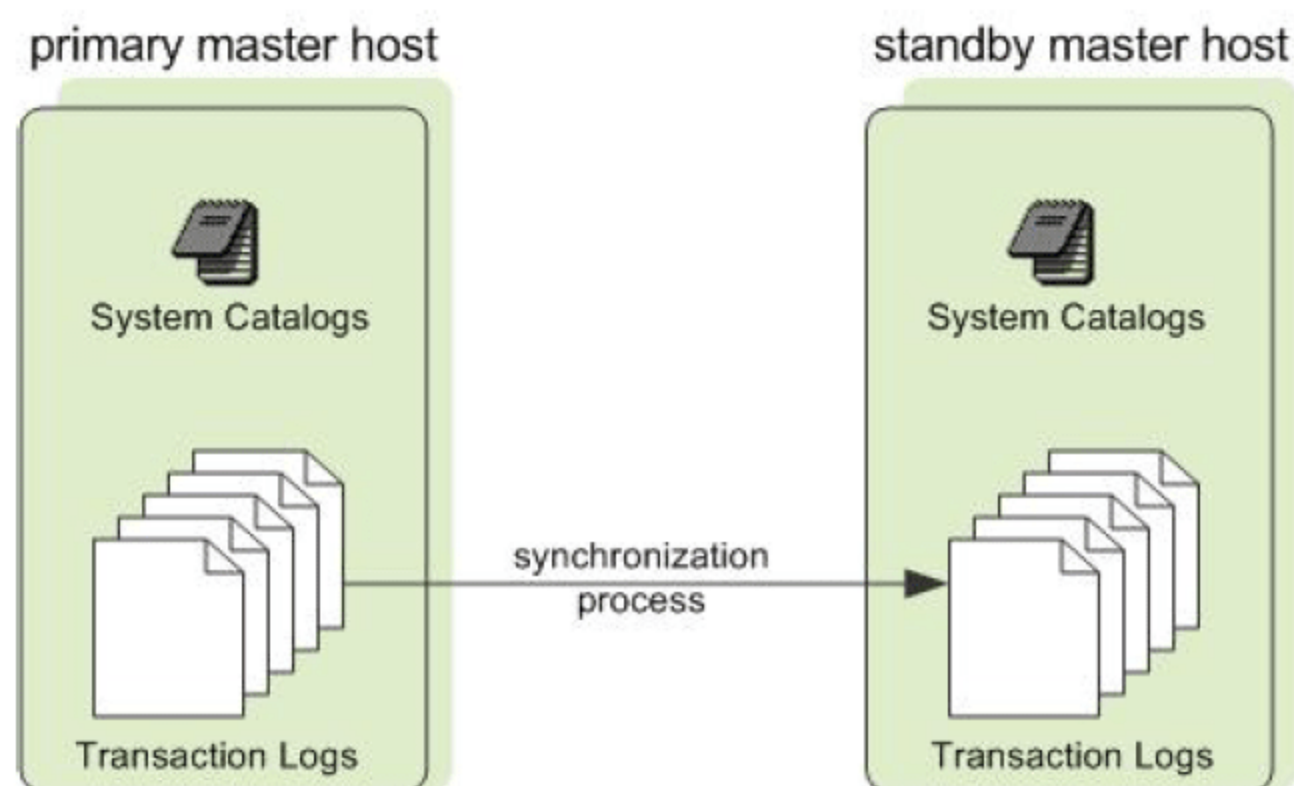 primary master host
standby master host
System Catalogs
System Catalogs
synchronization
process
Transaction Logs
Transaction Logs